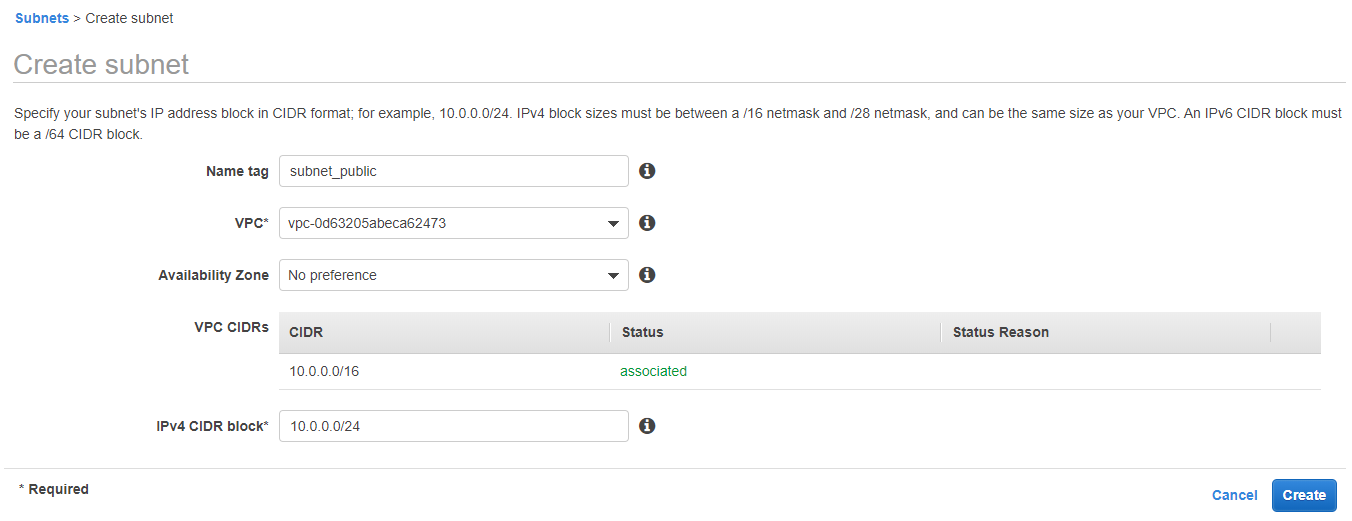 Subnets > Create subnet
Create subnet
Specify your subnet's IP address block in CIDR format; for example, 10.0.0.0/24. IPv4 block sizes must be between a /16 netmask and /28 netmask, and can be the same size as your VPC. An IPv6 CIDR block must
be a /64 CIDR block.
Name tag subnet_public
VPC* vpc-0d63205abeca62473
Availability Zone No preference
VPC CIDRs CIDR Status Status Reason
10.0.0.0/16 associated
IPv4 CIDR block* 10.0.0.0/24
* Required Cancel Create